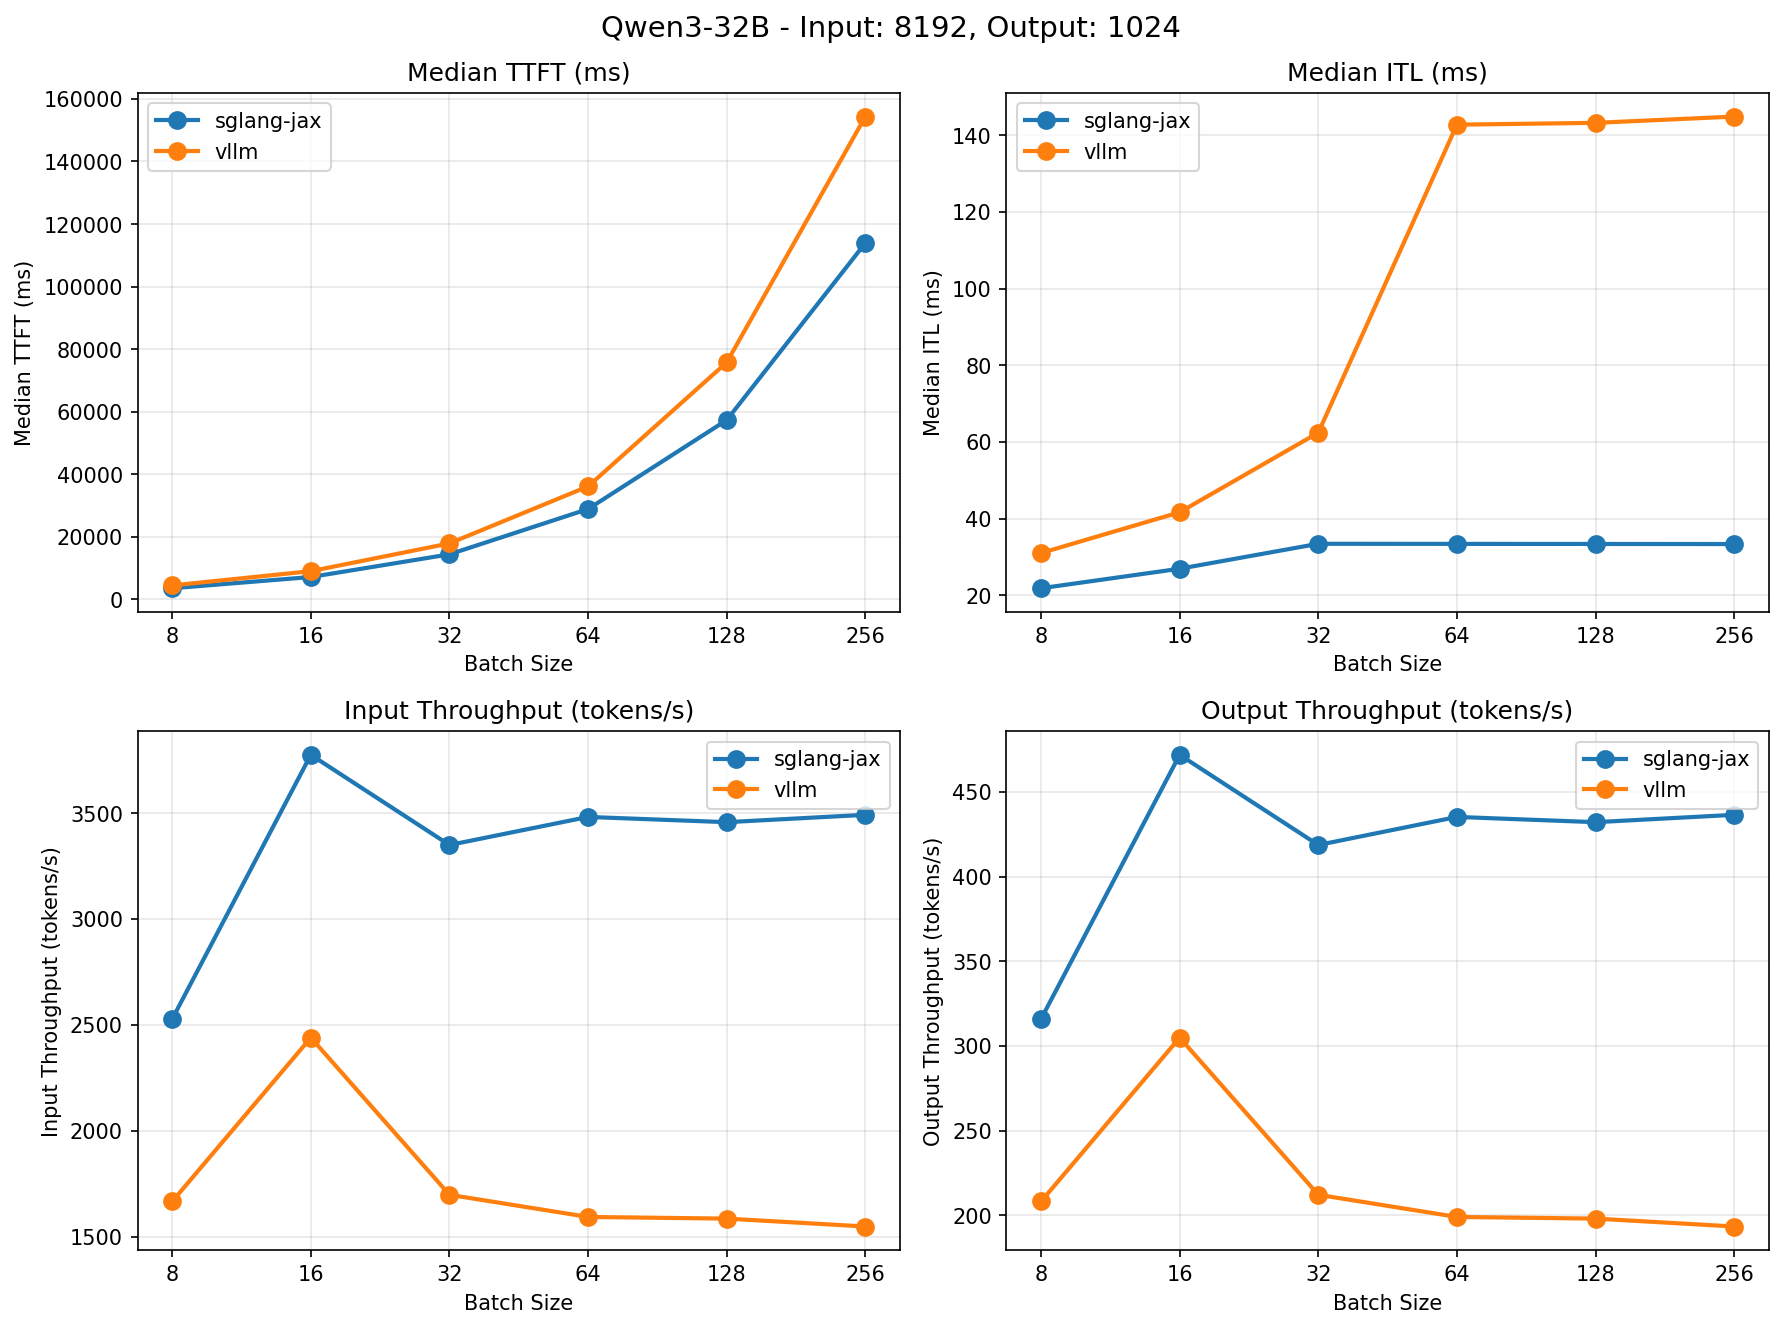 Qwen3-32B - Input: 8192, Output: 1024
Median TTFT (ms)
Median TTFT (ms)
160000
140000
120000
100000
80000
60000
40000
20000
0
sglang-jax
vllm
8 16 32 64 128 256
Batch Size
Median ITL (ms)
Median ITL (ms)
140
120
100
80
60
40
20
sglang-jax
vllm
8 16 32 64 128 256
Batch Size
Input Throughput (tokens/s)
Input Throughput (tokens/s)
3500
3000
2500
2000
1500
sglang-jax
vllm
8 16 32 64 128 256
Batch Size
Output Throughput (tokens/s)
Output Throughput (tokens/s)
450
400
350
300
250
200
sglang-jax
vllm
8 16 32 64 128 256
Batch Size